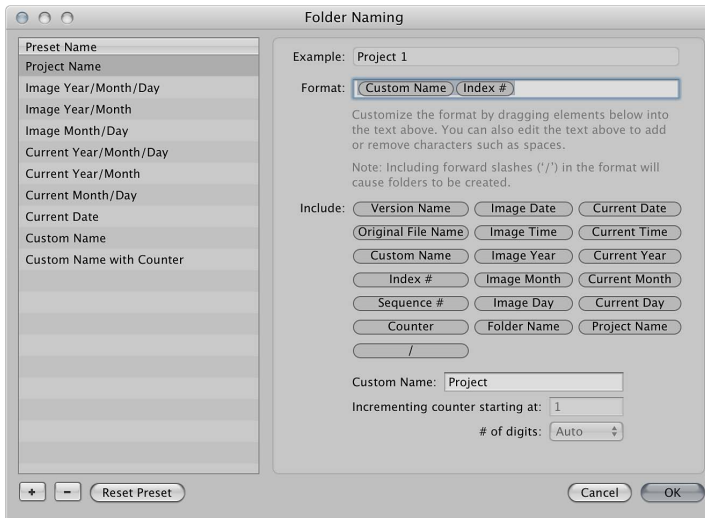 Folder Naming
Preset Name
Project Name
Image Year/Month/Day
Image Year/Month
Image Month/Day
Current Year/Month/Day
Current Year/Month
Current Month/Day
Current Date
Custom Name
Custom Name with Counter
+ - Reset Preset
Example: Project 1
Format: Custom Name Index #
Customize the format by dragging elements below into
the text above. You can also edit the text above to add
or remove characters such as spaces.
Note: Including forward slashes ('/') in the format will
cause folders to be created.
Include: Version Name Image Date Current Date
Original File Name Image Time Current Time
Custom Name Image Year Current Year
Index # Image Month Current Month
Sequence # Image Day Current Day
Counter Folder Name Project Name
/
Custom Name: Project
Incrementing counter starting at: 1
# of digits: Auto
Cancel OK